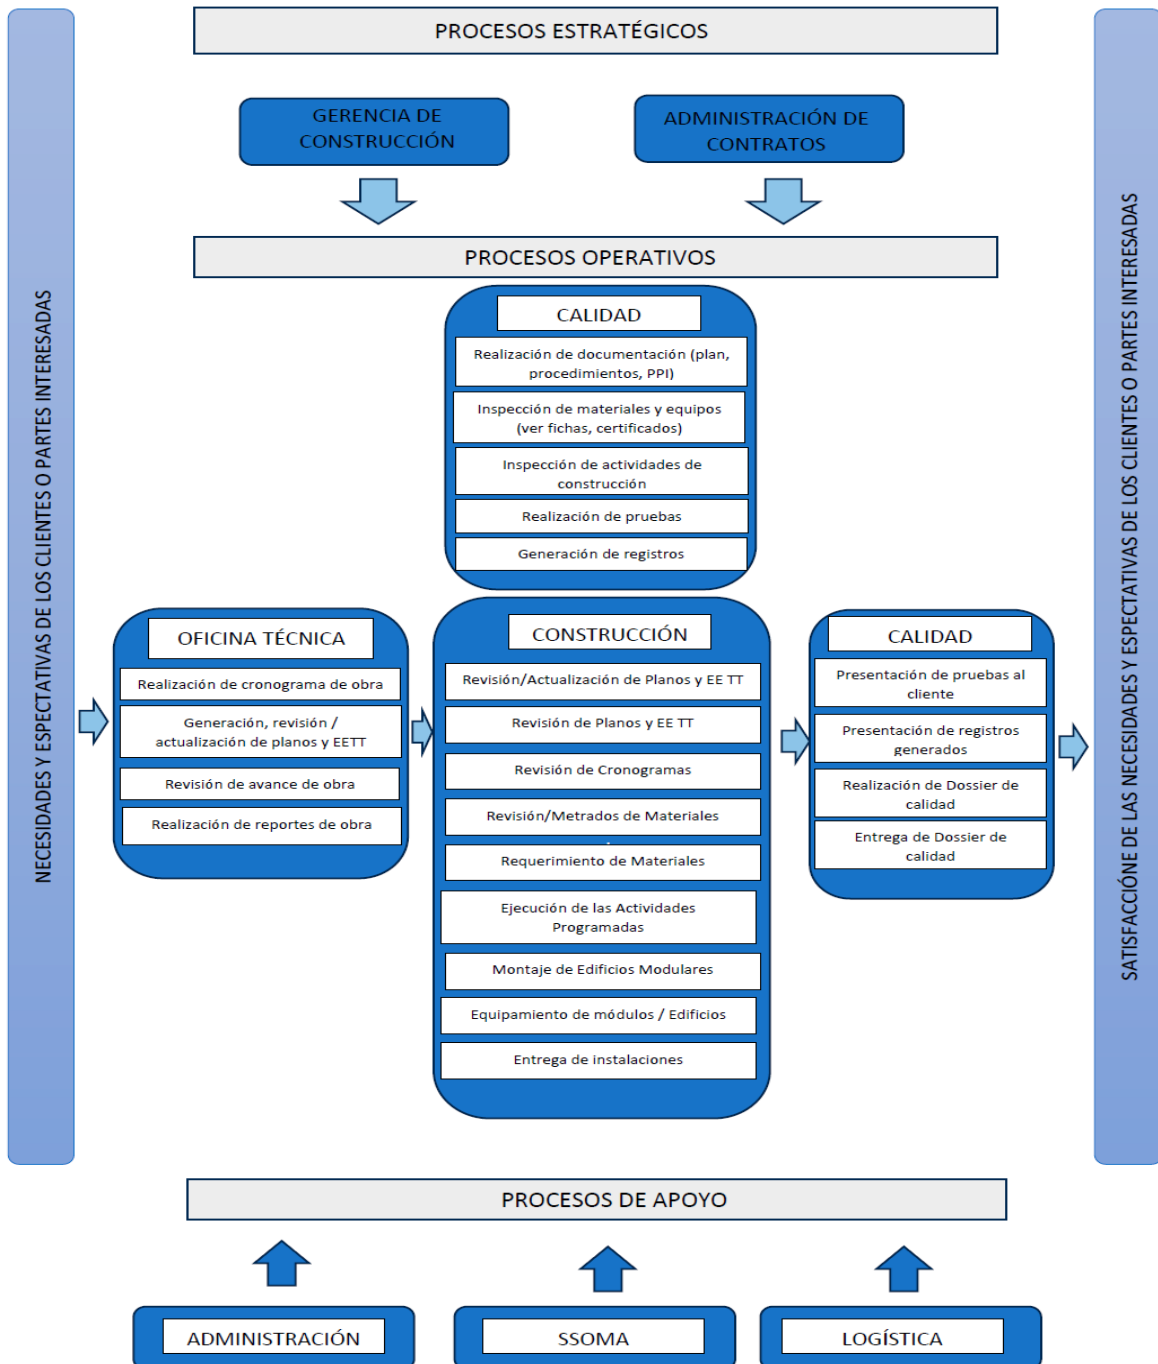 PROCESOS ESTRATÉGICOS
GERENCIA DE
CONSTRUCCIÓN
ADMINISTRACIÓN DE
CONTRATOS
PROCESOS OPERATIVOS
NECESIDADES Y ESPECTATIVAS DE LOS CLIENTES O PARTES INTERESADAS
CALIDAD
Realización de documentación (plan,
procedimientos, PPI)
Inspección de materiales y equipos
(ver fichas, certificados)
Inspección de actividades de
construcción
Realización de pruebas
Generación de registros
OFICINA TÉCNICA
Realización de cronograma de obra
Generación, revisión /
actualización de planos y EETT
Revisión de avance de obra
Realización de reportes de obra
CONSTRUCCIÓN
Revisión/Actualización de Planos y EE TT
Revisión de Planos y EE TT
Revisión de Cronogramas
Revisión/Metrados de Materiales
Requerimiento de Materiales
Ejecución de las Actividades
Programadas
Montaje de Edificios Modulares
Equipamiento de módulos / Edificios
Entrega de instalaciones
CALIDAD
Presentación de pruebas al
cliente
Presentación de registros
generados
Realización de Dossier de
calidad
Entrega de Dossier de
calidad
SATISFACCIÓNE DE LAS NECESIDADES Y ESPECTATIVAS DE LOS CLIENTES O PARTES INTERESADAS
PROCESOS DE APOYO
ADMINISTRACIÓN
SSOMA
LOGÍSTICA